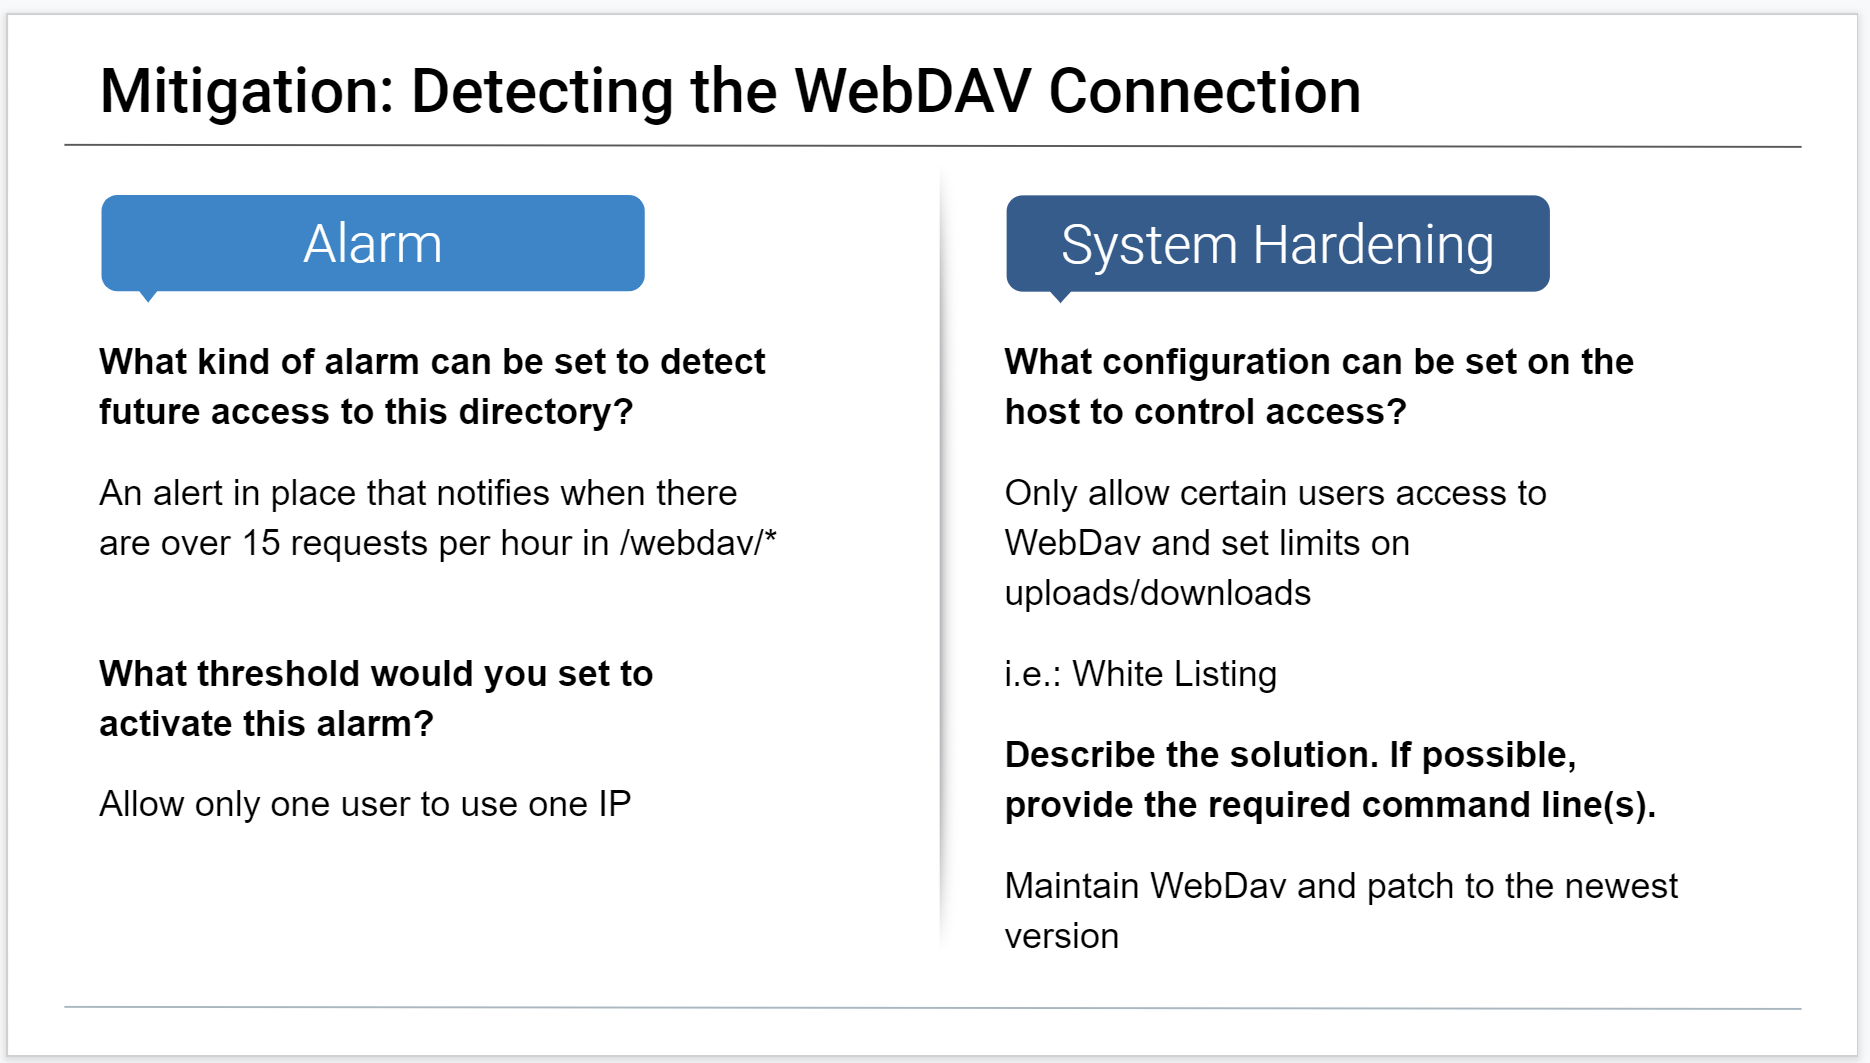 Mitigation: Detecting the WebDAV Connection
Alarm
What kind of alarm can be set to detect
future access to this directory?
An alert in place that notifies when there
are over 15 requests per hour in /webdav/*
What threshold would you set to
activate this alarm?
Allow only one user to use one IP
System Hardening
What configuration can be set on the
host to control access?
Only allow certain users access to
WebDav and set limits on
uploads/downloads
i.e.: White Listing
Describe the solution. If possible,
provide the required command line(s).
Maintain WebDav and patch to the newest
version